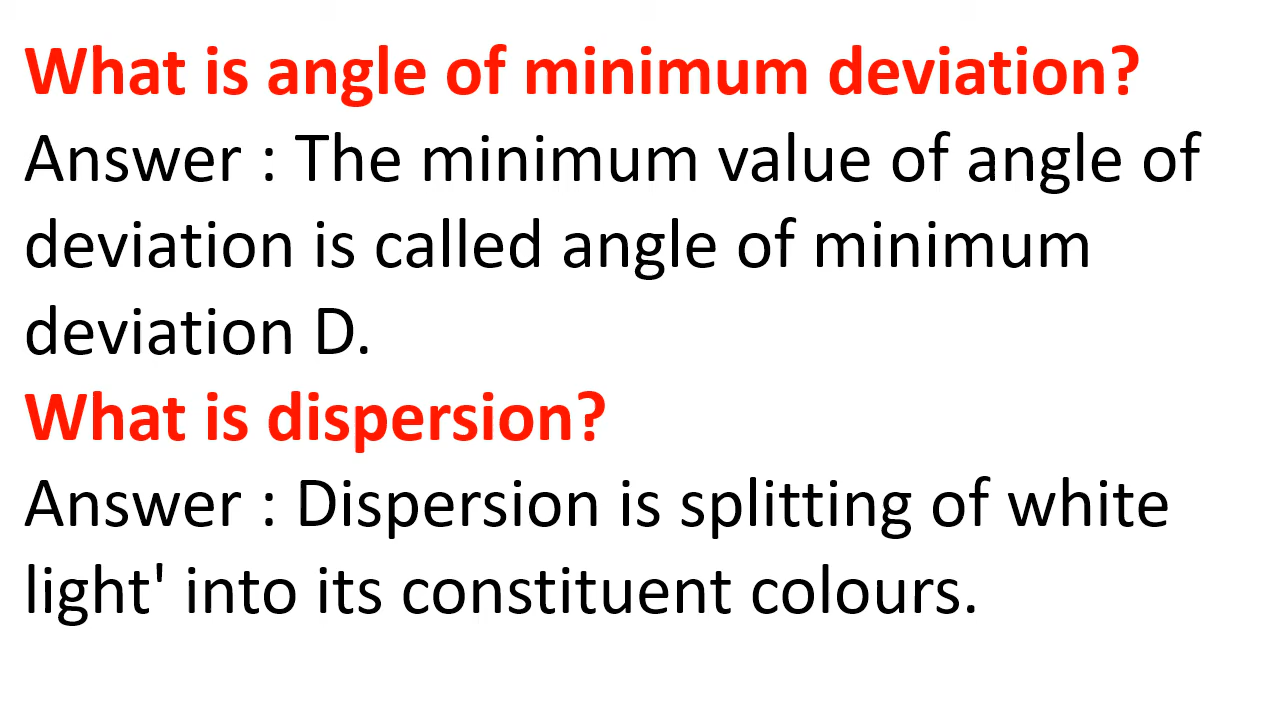 What is angle of minimum deviation?
Answer : The minimum value of angle of
deviation is called angle of minimum
deviation D.
What is dispersion?
Answer : Dispersion is splitting of white
light' into its constituent colours.